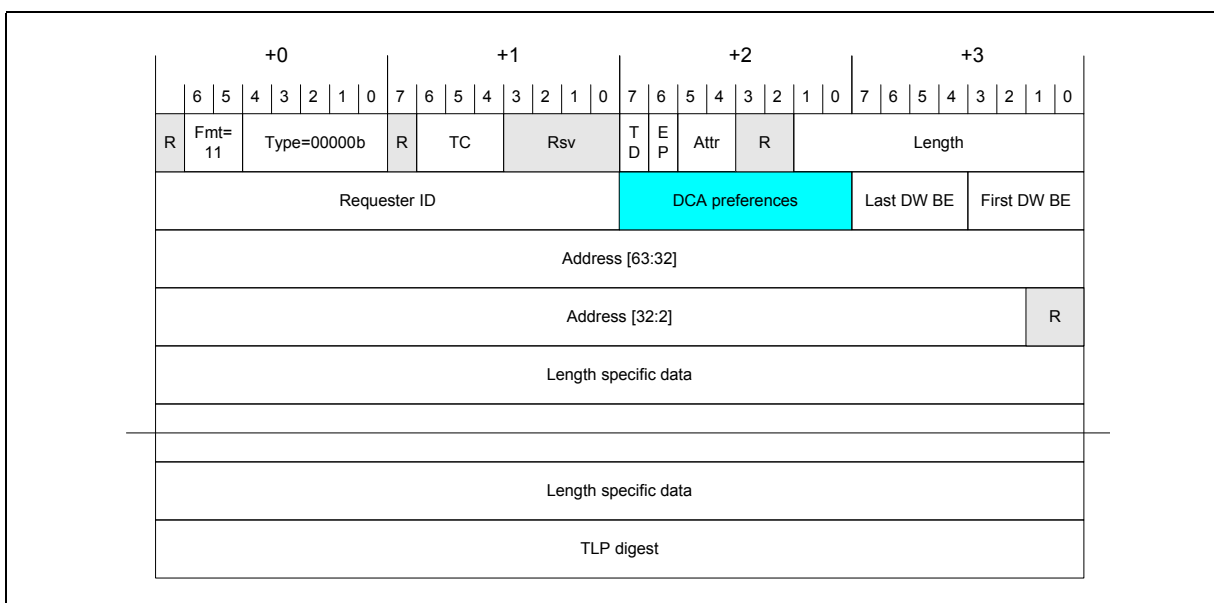 +0 +1 +2 +3
6 5 4 3 2 1 0 7 6 5 4 3 2 1 0 7 6 5 4 3 2 1 0 7 6 5 4 3 2 1 0
R Fmt= 11 Type=00000b R TC Rsv T D E P Attr R Length
Requester ID DCA preferences Last DW BE First DW BE
Address [63:32]
Address [32:2] R
Length specific data
Length specific data
TLP digest